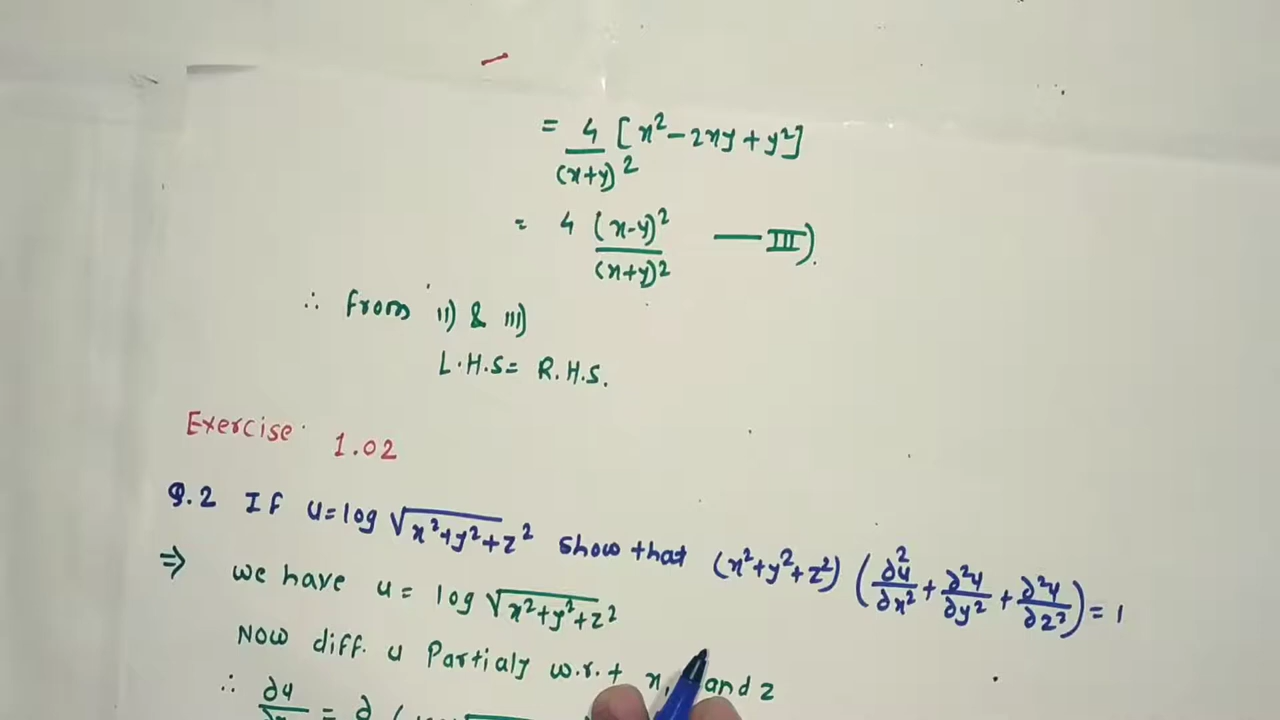 = 4/(x+y)² [x²-2xy+y²]
= 4 (x-y)²/(x+y)² — III)
∴ From ii) & iii)
L.H.S = R.H.S.
Exercise 1.02
Q.2 If u=log √x²+y²+z² show that (x²+y²+z²) (∂²u/∂x² + ∂²u/∂y² + ∂²u/∂z²) = 1
⇒ we have u = log √x²+y²+z²
Now diff. u Partialy w.r.t x, and z
∴ ∂u/∂x = ∂